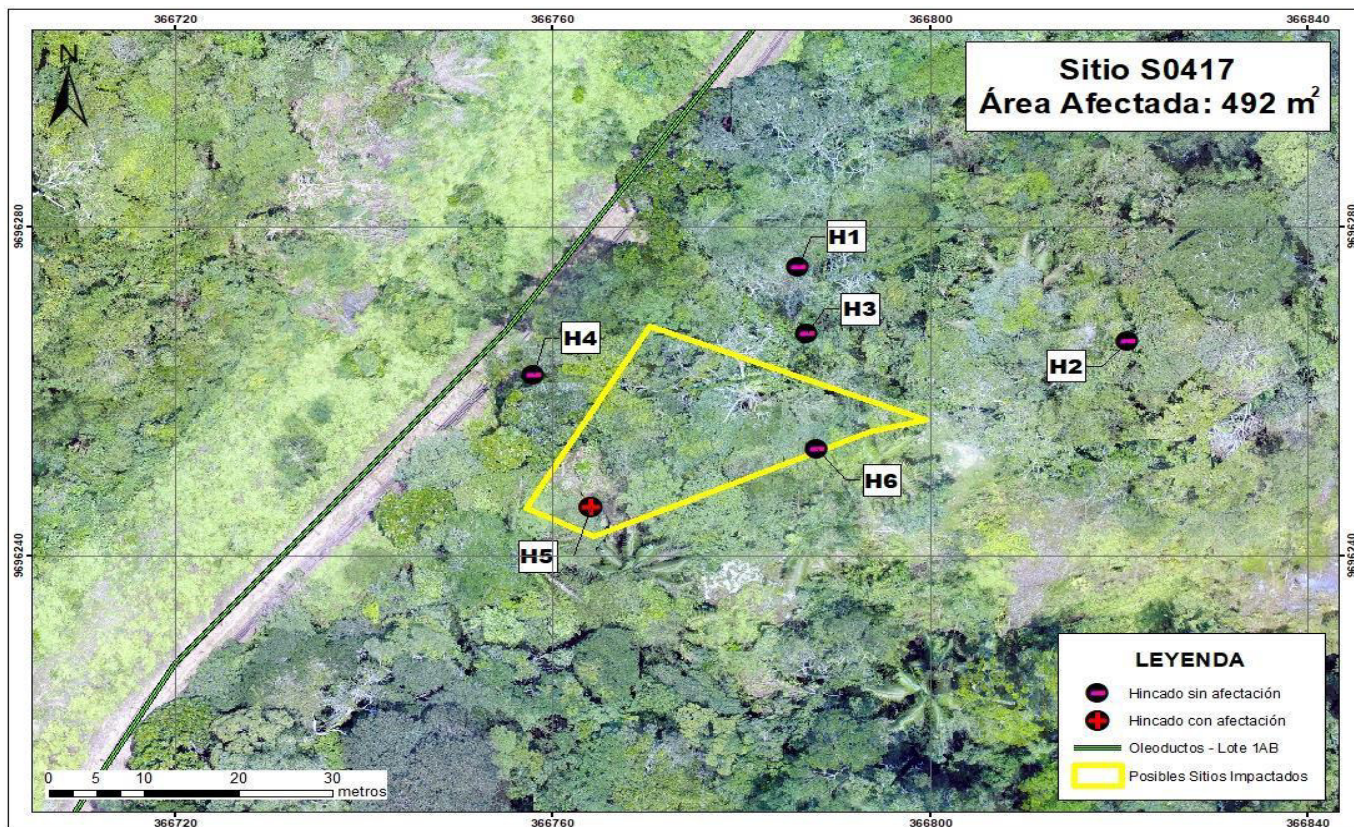 366720 366760 366800 366840
N
Sitio S0417
Área Afectada: 492 m²
9696280 9696280
H1
H3
H4
H2
H6
H5
9696240 9696240
LEYENDA
Hincado sin afectación
Hincado con afectación
Oleoductos - Lote 1AB
Posibles Sitios Impactados
0 5 10 20 30
metros
366720 366760 366800 366840